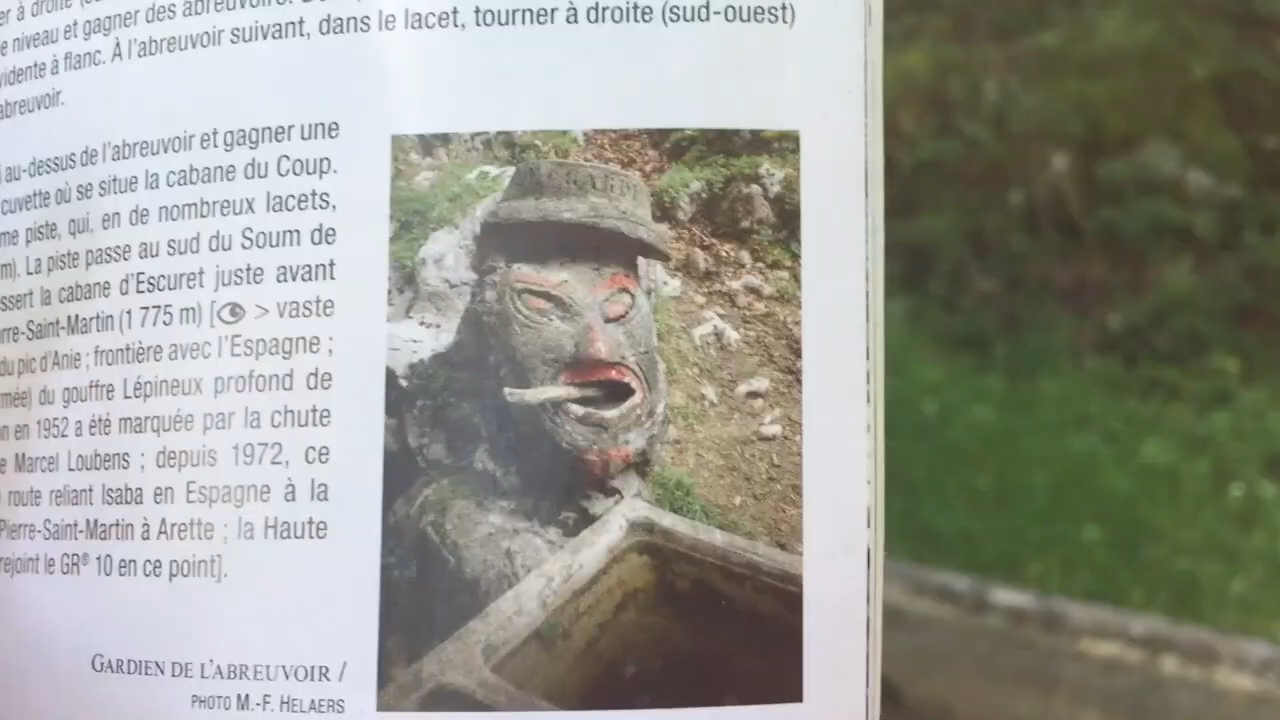 er à droite
e niveau et gagner des abreuvoirs.
vidente à flanc. À l'abreuvoir suivant, dans le lacet, tourner à droite (sud-ouest)
abreuvoir.
au-dessus de l'abreuvoir et gagner une
cuvette où se situe la cabane du Coup.
me piste, qui, en de nombreux lacets,
m). La piste passe au sud du Soum de
ssert la cabane d'Escuret juste avant
rre-Saint-Martin (1 775 m) [ > vaste
du pic d'Anie ; frontière avec l'Espagne ;
mée) du gouffre Lépineux profond de
n en 1952 a été marquée par la chute
e Marcel Loubens ; depuis 1972, ce
route reliant Isaba en Espagne à la
Pierre-Saint-Martin à Arette ; la Haute
rejoint le GR® 10 en ce point].
GARDIEN DE L'ABREUVOIR /
PHOTO M.-F. HELAERS